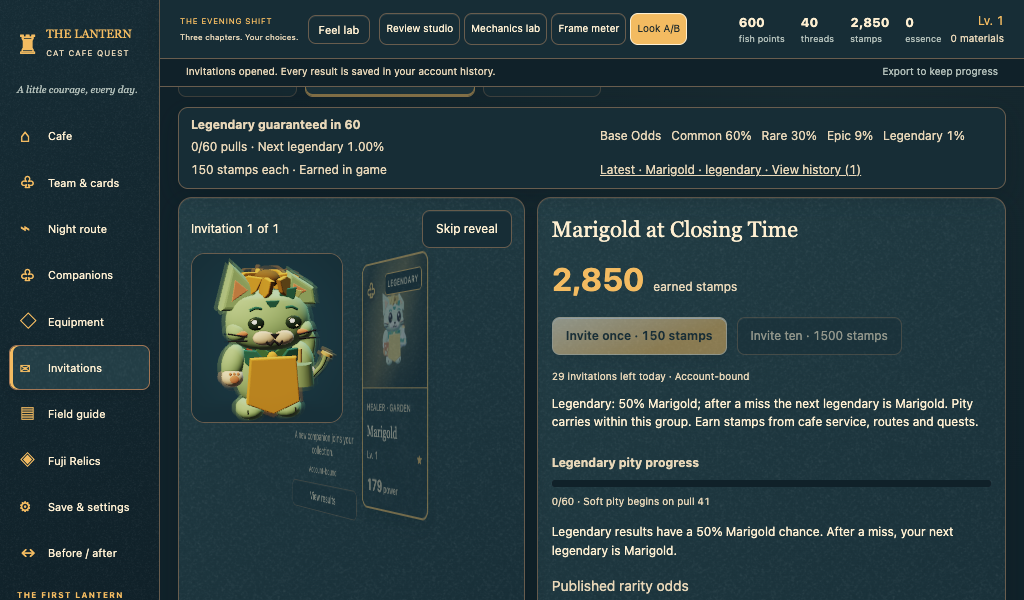 THE LANTERN
CAT CAFE QUEST
A little courage, every day.
Cafe
Team & cards
Night route
Companions
Equipment
Invitations
Field guide
Fuji Relics
Save & settings
Before / after
THE FIRST LANTERN
THE EVENING SHIFT
Three chapters. Your choices.
Feel lab
Review studio
Mechanics lab
Frame meter
Look A/B
600
fish points
40
threads
2,850
stamps
0
essence
Lv. 1
0 materials
Invitations opened. Every result is saved in your account history.
Export to keep progress
Legendary guaranteed in 60
0/60 pulls · Next legendary 1.00%
150 stamps each · Earned in game
Base Odds Common 60% Rare 30% Epic 9% Legendary 1%
Latest · Marigold · legendary · View history (1)
Invitation 1 of 1
Skip reveal
LEGENDARY
HEALER · GARDEN
Marigold
Lv. 1
179 power
A new companion joins your
collection.
Account-bound
View results
Marigold at Closing Time
2,850 earned stamps
Invite once · 150 stamps
Invite ten · 1500 stamps
29 invitations left today · Account-bound
Legendary: 50% Marigold; after a miss the next legendary is Marigold. Pity
carries within this group. Earn stamps from cafe service, routes and quests.
Legendary pity progress
0/60 · Soft pity begins on pull 41
Legendary results have a 50% Marigold chance. After a miss, your next
legendary is Marigold.
Published rarity odds